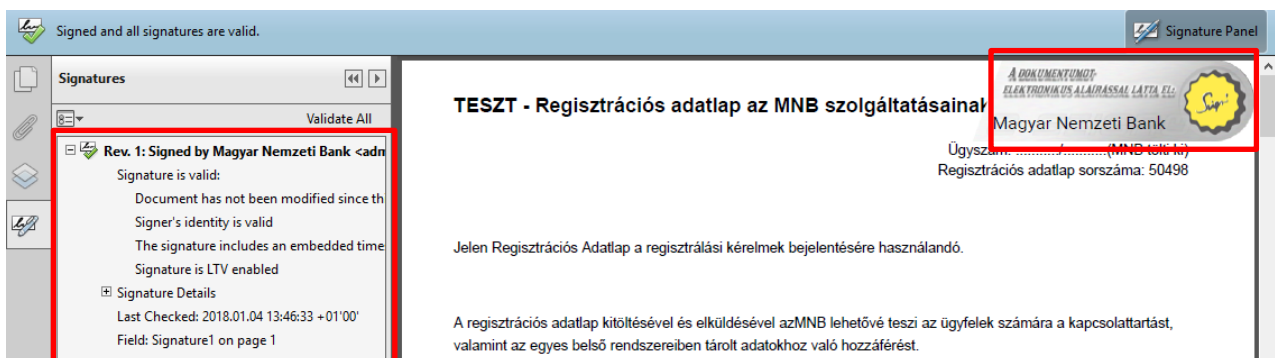 Signed and all signatures are valid.
Signature Panel
Signatures
Validate All
Rev. 1: Signed by Magyar Nemzeti Bank <adm
Signature is valid:
Document has not been modified since th
Signer's identity is valid
The signature includes an embedded time
Signature is LTV enabled
Signature Details
Last Checked: 2018.01.04 13:46:33 +01'00'
Field: Signature1 on page 1
A DOKUMENTUMOT
ELEKTRONIKUS ALÁÍRÁSSAL LÁTTA EL:
Magyar Nemzeti Bank
TESZT - Regisztrációs adatlap az MNB szolgáltatásainak
Ügyszám: .........../...........(MNB tölti ki)
Regisztrációs adatlap sorszáma: 50498
Jelen Regisztrációs Adatlap a regisztrálási kérelmek bejelentésére használandó.
A regisztrációs adatlap kitöltésével és elküldésével azMNB lehetővé teszi az ügyfelek számára a kapcsolattartást,
valamint az egyes belső rendszereiben tárolt adatokhoz való hozzáférést.